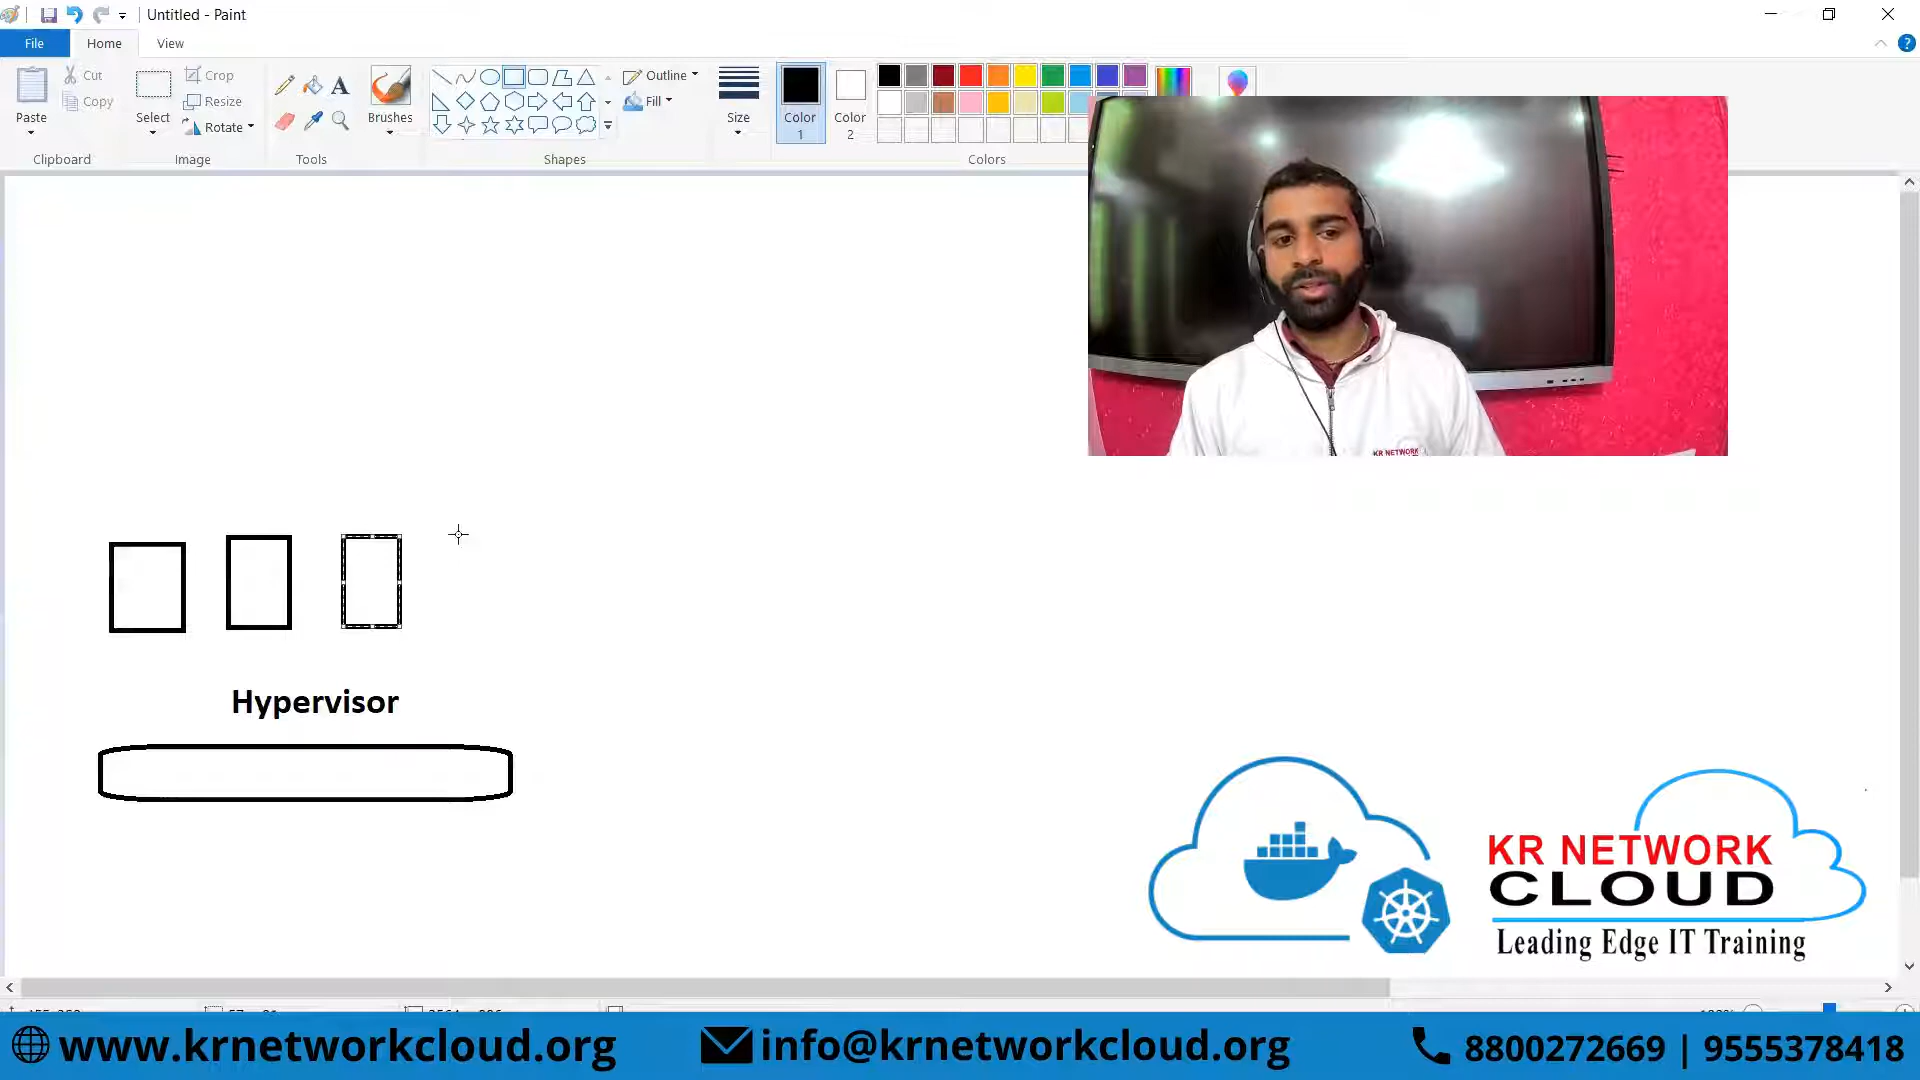 Untitled - Paint
File
Home
View
Paste
Cut
Copy
Clipboard
Select
Crop
Resize
Rotate
Image
Tools
Brushes
Shapes
Outline
Fill
Size
Color
1
Color
2
Colors
KR NETWORK
Hypervisor
KR NETWORK
CLOUD
Leading Edge IT Training
www.krnetworkcloud.org
info@krnetworkcloud.org
8800272669 | 9555378418